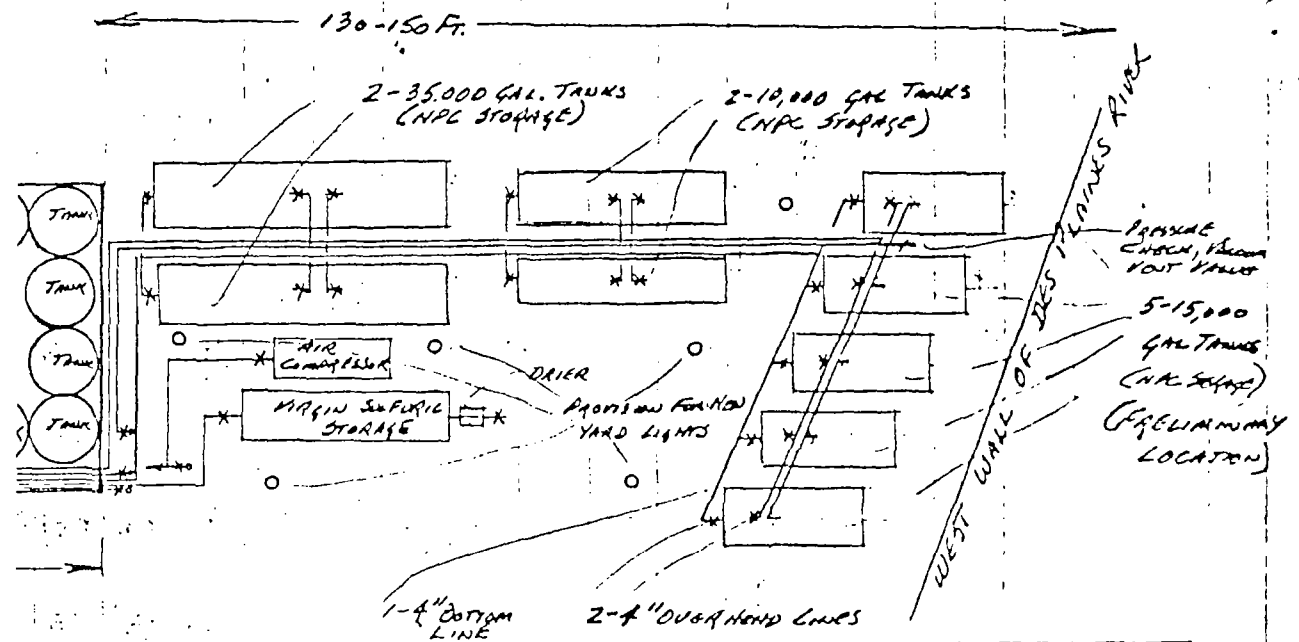 130-150 FT.
2-35,000 GAL. TANKS
(NPC STORAGE)
2-10,000 GAL TANKS
(NPC STORAGE)
TANK
TANK
TANK
TANK
AIR
COMPRESSOR
VIRGIN SULFURIC
STORAGE
DRIER
PROVISION FOR NEW
YARD LIGHTS
PRESSURE
CHECK, VACUUM
VENT VALVE
5-15,000
GAL TANKS
(NPC STORAGE)
(PRELIMINARY
LOCATION)
WEST WALL OF DES PLAINES RIVER
1-4" BOTTOM
LINE
2-4" OVERHEAD LINES